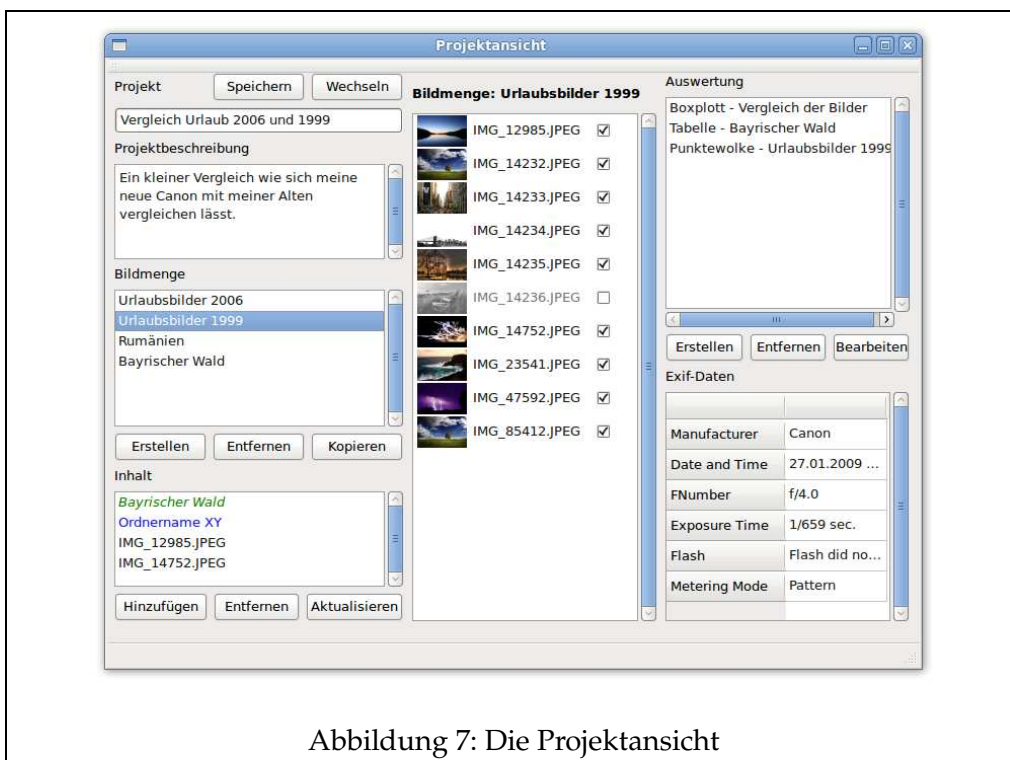 Projektansicht
Projekt
Speichern
Wechseln
Vergleich Urlaub 2006 und 1999
Projektbeschreibung
Ein kleiner Vergleich wie sich meine
neue Canon mit meiner Alten
vergleichen lässt.
Bildmenge
Urlaubsbilder 2006
Urlaubsbilder 1999
Rumänien
Bayrischer Wald
Erstellen
Entfernen
Kopieren
Inhalt
Bayrischer Wald
Ordnername XY
IMG_12985.JPEG
IMG_14752.JPEG
Hinzufügen
Entfernen
Aktualisieren
Bildmenge: Urlaubsbilder 1999
IMG_12985.JPEG
IMG_14232.JPEG
IMG_14233.JPEG
IMG_14234.JPEG
IMG_14235.JPEG
IMG_14236.JPEG
IMG_14752.JPEG
IMG_23541.JPEG
IMG_47592.JPEG
IMG_85412.JPEG
Auswertung
Boxplott - Vergleich der Bilder
Tabelle - Bayrischer Wald
Punktewolke - Urlaubsbilder 1999
Erstellen
Entfernen
Bearbeiten
Exif-Daten
Manufacturer Canon
Date and Time 27.01.2009 ...
FNumber f/4.0
Exposure Time 1/659 sec.
Flash Flash did no...
Metering Mode Pattern
Abbildung 7: Die Projektansicht